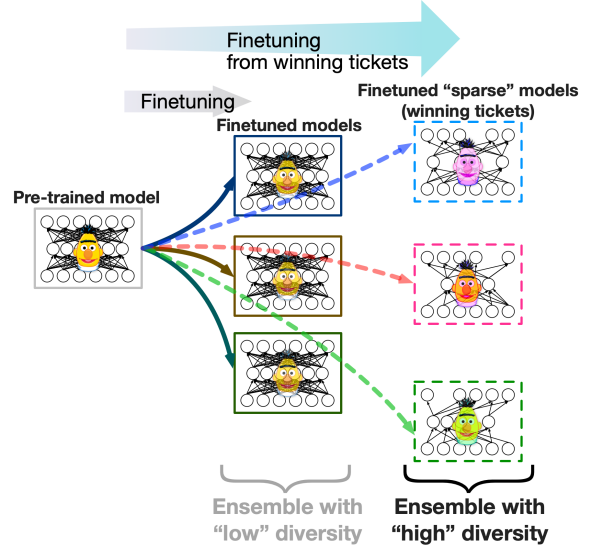 Finetuning
from winning tickets
Finetuning
Finetuned “sparse” models
(winning tickets)
Finetuned models
Pre-trained model
Ensemble with
“low” diversity
Ensemble with
“high” diversity